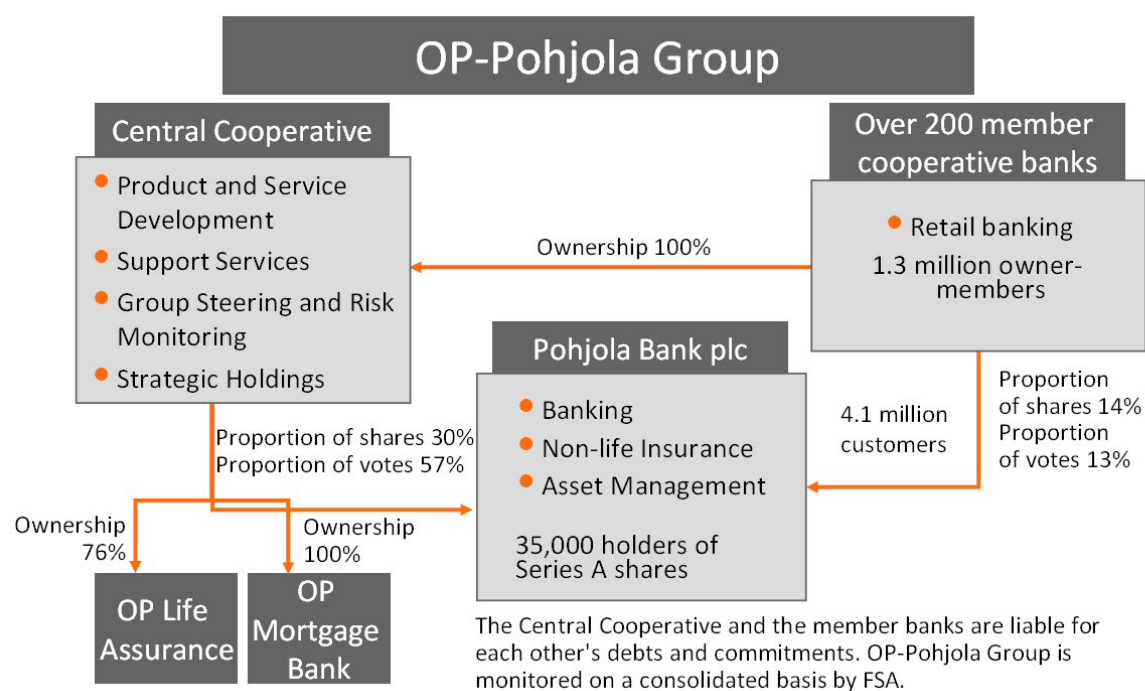 OP-Pohjola Group
Central Cooperative
Product and Service
Development
Support Services
Group Steering and Risk
Monitoring
Strategic Holdings
Over 200 member
cooperative banks
Retail banking
1.3 million owner-
members
Ownership 100%
Pohjola Bank plc
Banking
Non-life Insurance
Asset Management
35,000 holders of
Series A shares
4.1 million
customers
Proportion
of shares 14%
Proportion
of votes 13%
Proportion of shares 30%
Proportion of votes 57%
Ownership
76%
Ownership
100%
OP Life
Assurance
OP
Mortgage
Bank
The Central Cooperative and the member banks are liable for
each other's debts and commitments. OP-Pohjola Group is
monitored on a consolidated basis by FSA.